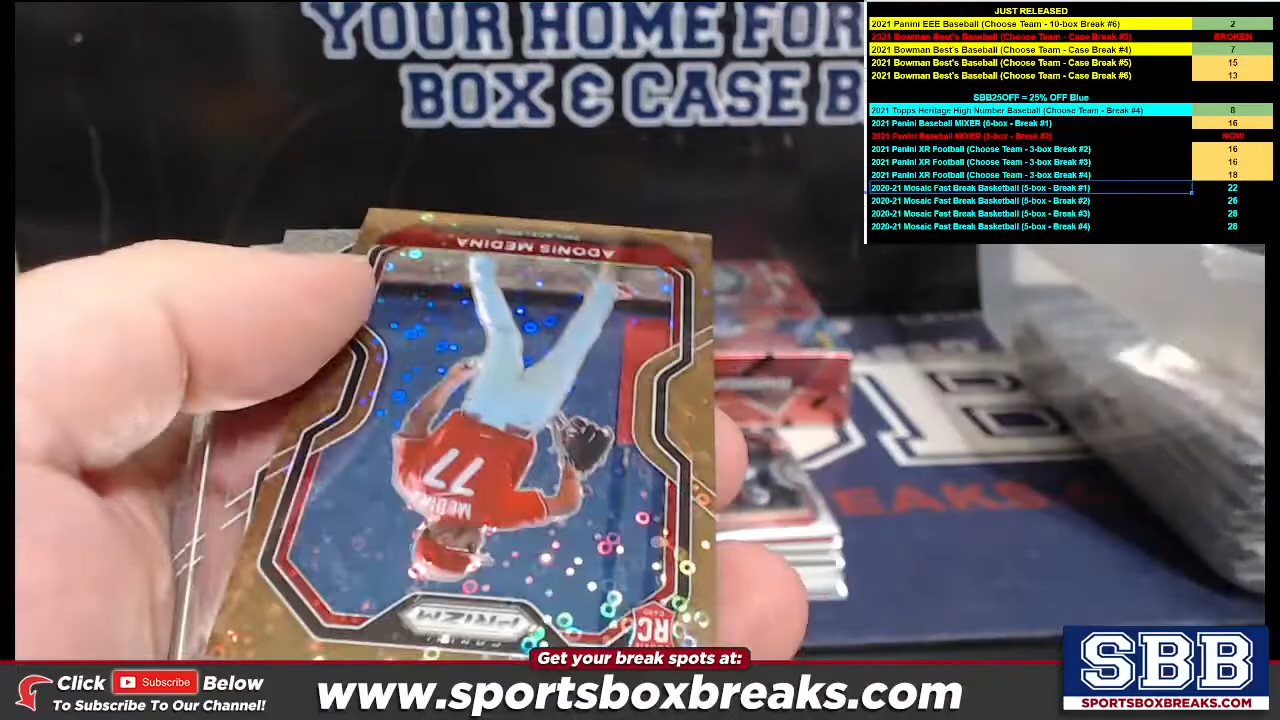 YOUR HOME FOR
BOX & CASE B
JUST RELEASED
2021 Panini EEE Baseball (Choose Team - 10-box Break #6) 2
2021 Bowman Best's Baseball (Choose Team - Case Break #3) BROKEN
2021 Bowman Best's Baseball (Choose Team - Case Break #4) 7
2021 Bowman Best's Baseball (Choose Team - Case Break #5) 15
2021 Bowman Best's Baseball (Choose Team - Case Break #6) 13
SBB25OFF = 25% OFF Blue
2021 Topps Heritage High Number Baseball (Choose Team - Break #4) 8
2021 Panini Baseball MIXER (6-box - Break #1) 16
2021 Panini Baseball MIXER (6-box - Break #2) NOW
2021 Panini XR Football (Choose Team - 3-box Break #2) 16
2021 Panini XR Football (Choose Team - 3-box Break #3) 16
2021 Panini XR Football (Choose Team - 3-box Break #4) 18
2020-21 Mosaic Fast Break Basketball (5-box - Break #1) 22
2020-21 Mosaic Fast Break Basketball (5-box - Break #2) 26
2020-21 Mosaic Fast Break Basketball (5-box - Break #3) 28
2020-21 Mosaic Fast Break Basketball (5-box - Break #4) 28
ADONIS MEDINA
77
PRIZM
RC
EAKS.C
Get your break spots at:
Click Subscribe Below
To Subscribe To Our Channel!
www.sportsboxbreaks.com
SBB
SPORTSBOXBREAKS.COM